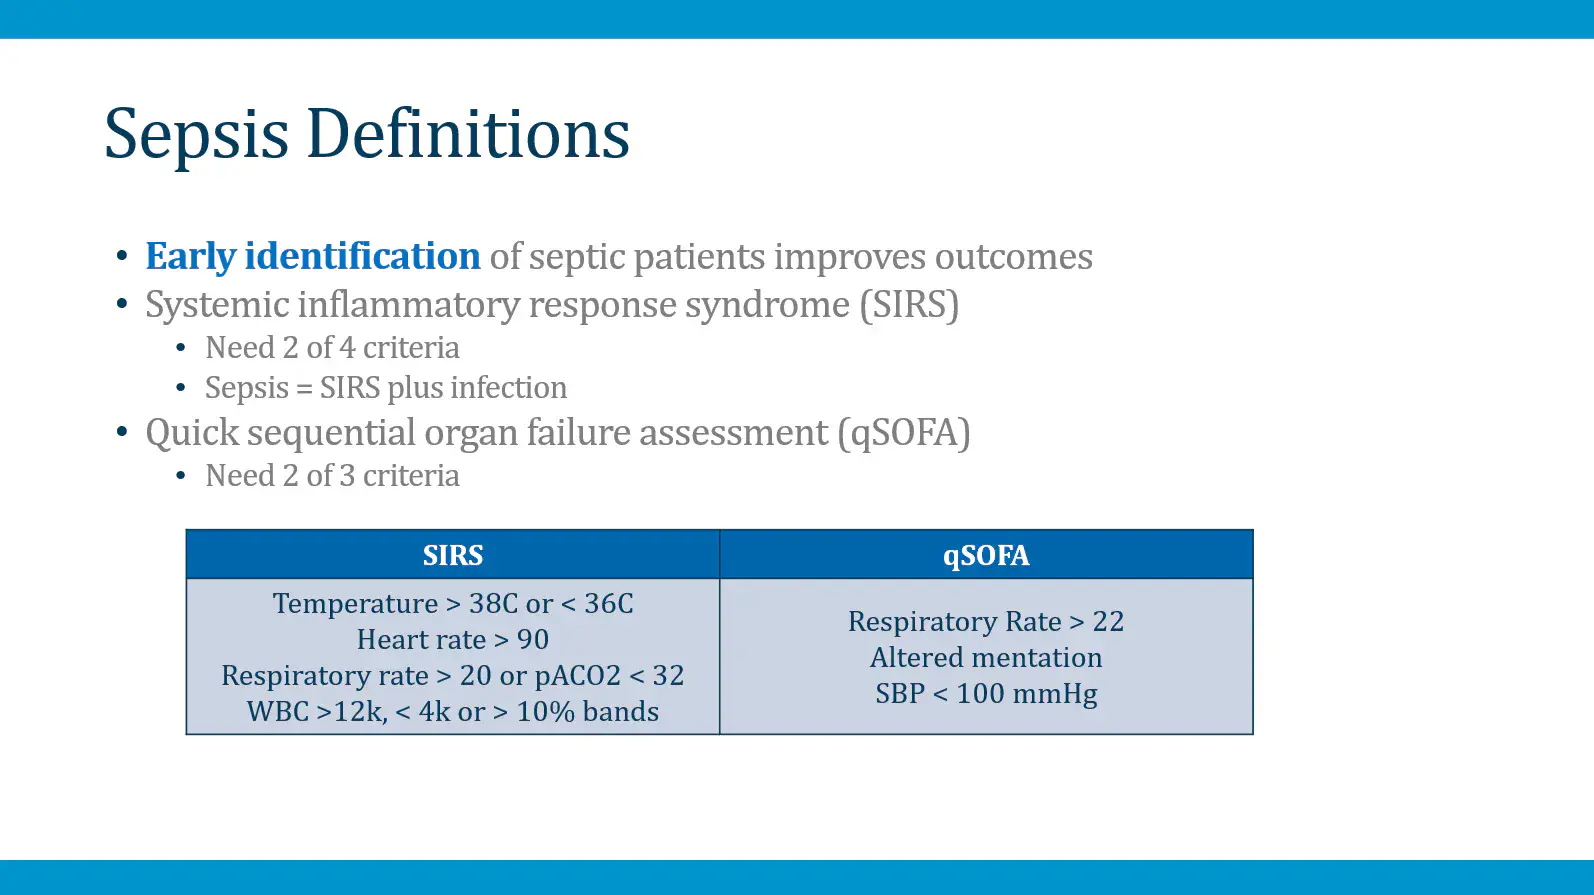 Sepsis Definitions
• Early identification of septic patients improves outcomes
• Systemic inflammatory response syndrome (SIRS)
• Need 2 of 4 criteria
• Sepsis = SIRS plus infection
• Quick sequential organ failure assessment (qSOFA)
• Need 2 of 3 criteria
SIRS
Temperature > 38C or < 36C
Heart rate > 90
Respiratory rate > 20 or pACO2 < 32
WBC >12k, < 4k or > 10% bands
qSOFA
Respiratory Rate > 22
Altered mentation
SBP < 100 mmHg